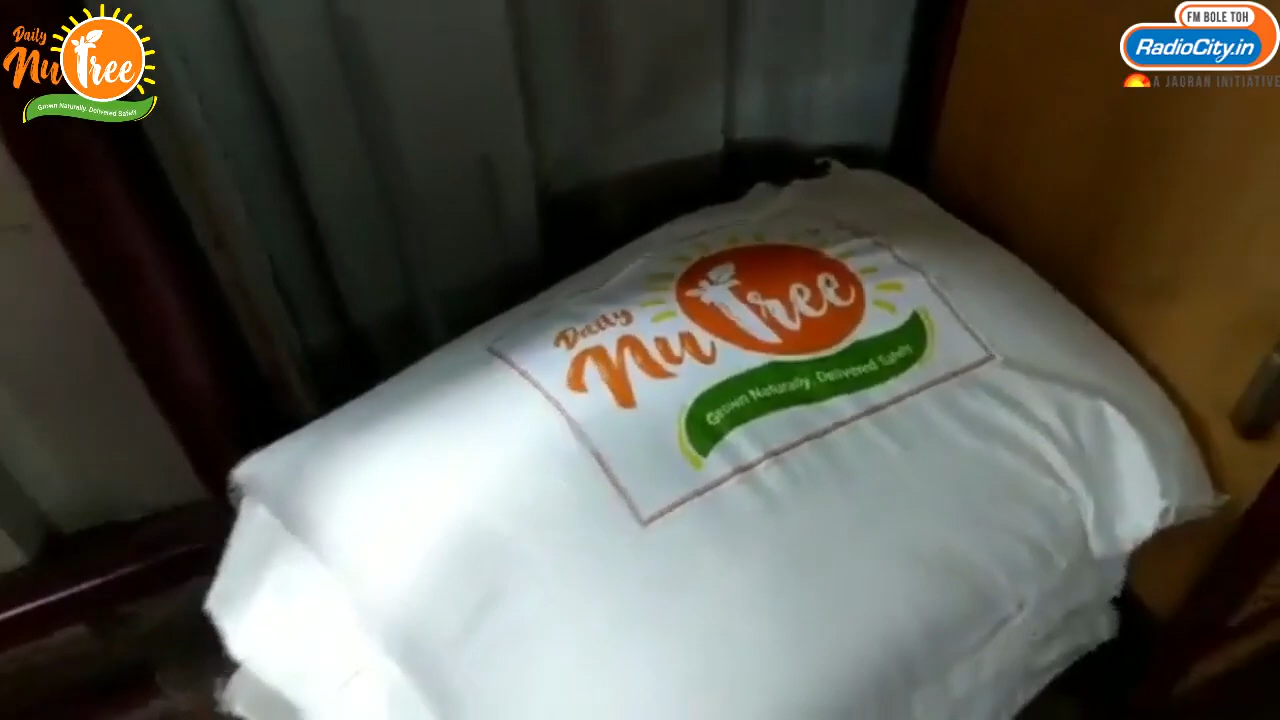 Daily
NuTree
Grown Naturally. Delivered Safely
FM BOLE TOH
RadioCity.in
A JAGRAN INITIATIVE
Daily
NuTree
Grown Naturally. Delivered Safely